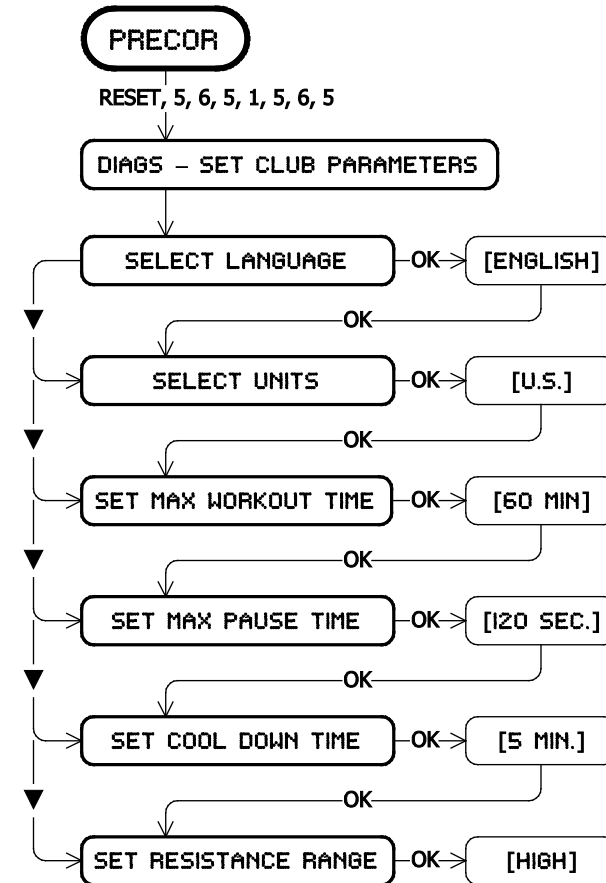 PRECOR
RESET, 5, 6, 5, 1, 5, 6, 5
DIAGS – SET CLUB PARAMETERS
SELECT LANGUAGE
OK
[ENGLISH]
OK
SELECT UNITS
OK
[U.S.]
OK
SET MAX WORKOUT TIME
OK
[60 MIN]
OK
SET MAX PAUSE TIME
OK
[120 SEC.]
OK
SET COOL DOWN TIME
OK
[5 MIN.]
OK
SET RESISTANCE RANGE
OK
[HIGH]